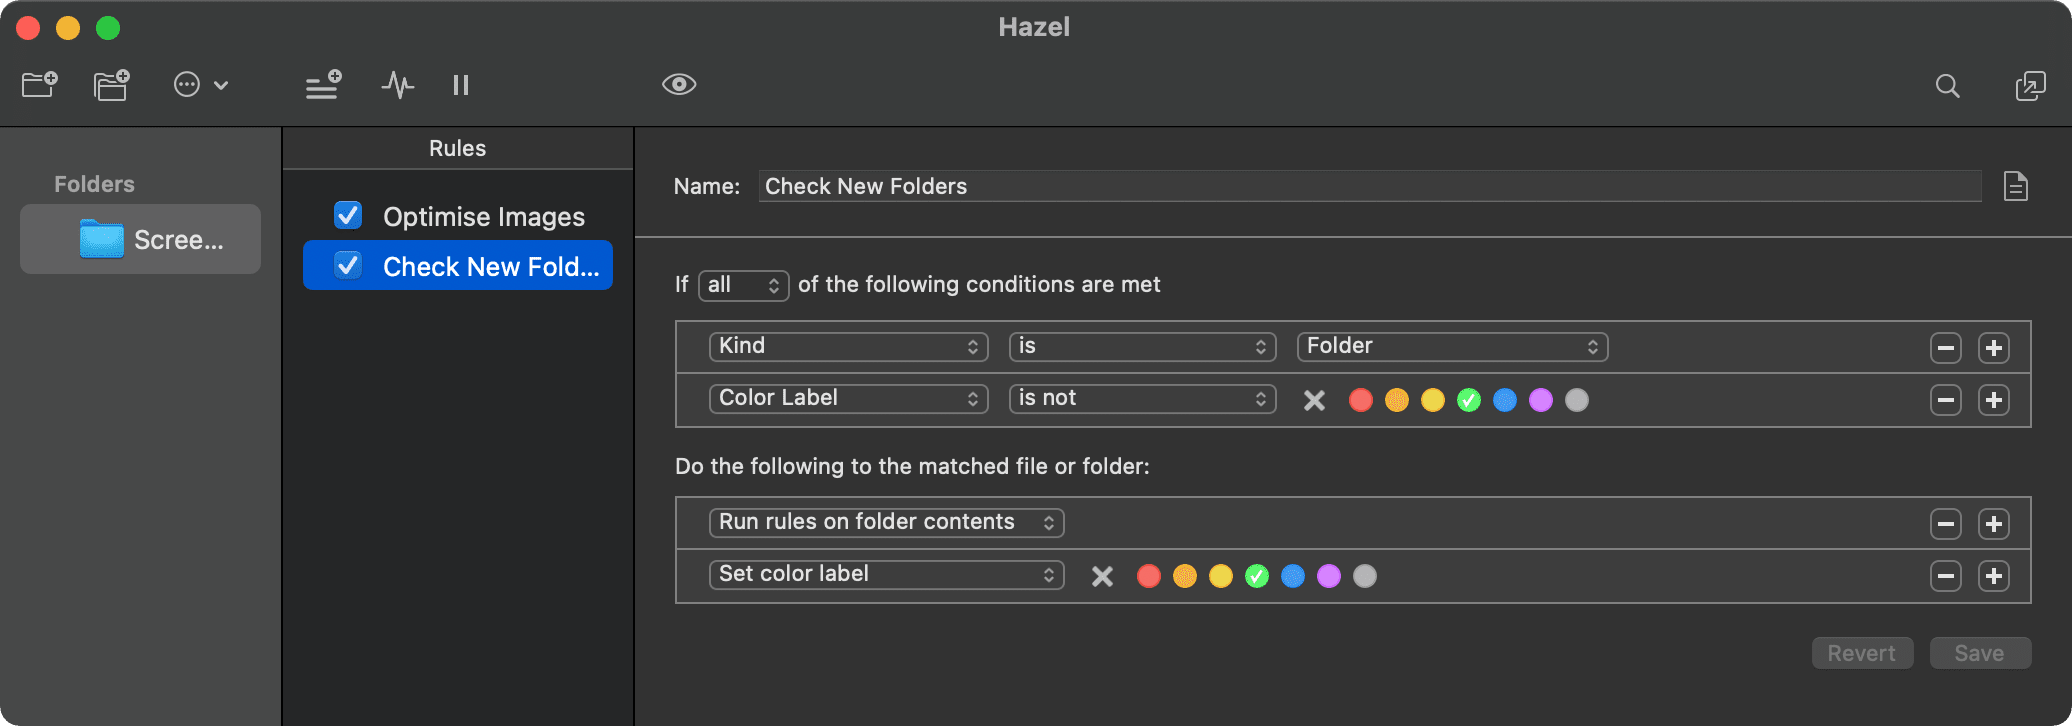 Hazel
Folders
Scree...
Rules
Optimise Images
Check New Fold...
Name: Check New Folders
If all of the following conditions are met
Kind is Folder
Color Label is not
Do the following to the matched file or folder:
Run rules on folder contents
Set color label
Revert Save